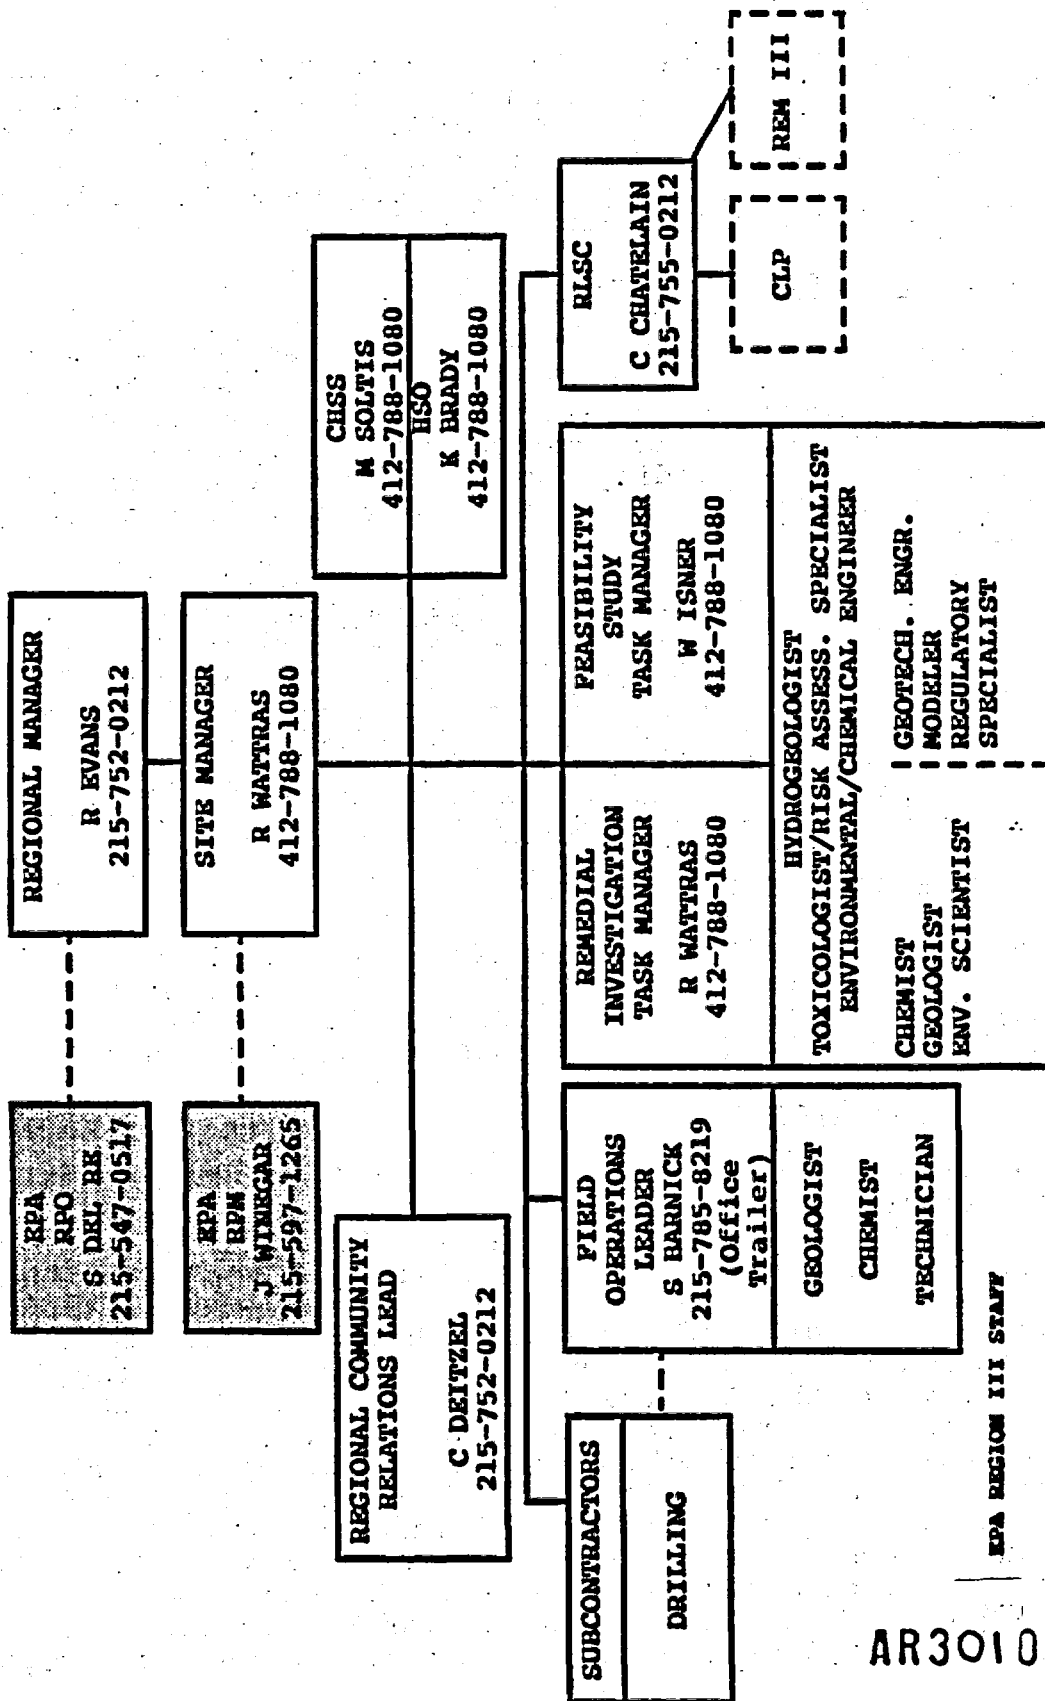 EPA
RPO
S DEL RE
215-547-0517
REGIONAL MANAGER
R EVANS
215-752-0212
EPA
RPM
J WINEGAR
215-597-1265
SITE MANAGER
R WATTRAS
412-788-1080
REGIONAL COMMUNITY
RELATIONS LEAD
C DEITZEL
215-752-0212
CHSS
M SOLTIS
412-788-1080
HSO
K BRADY
412-788-1080
SUBCONTRACTORS
DRILLING
FIELD
OPERATIONS
LEADER
S BARNICK
215-785-8219
(Office
Trailer)
GEOLOGIST
CHEMIST
TECHNICIAN
REMEDIAL
INVESTIGATION
TASK MANAGER
R WATTRAS
412-788-1080
FEASIBILITY
STUDY
TASK MANAGER
W ISNER
412-788-1080
HYDROGEOLOGIST
TOXICOLOGIST/RISK ASSESS. SPECIALIST
ENVIRONMENTAL/CHEMICAL ENGINEER
CHEMIST
GEOLOGIST
ENV. SCIENTIST
GEOTECH. ENGR.
MODELER
REGULATORY
SPECIALIST
RLSC
C CHATELAIN
215-755-0212
CLP
REM III
EPA REGION III STAFF
AR3010